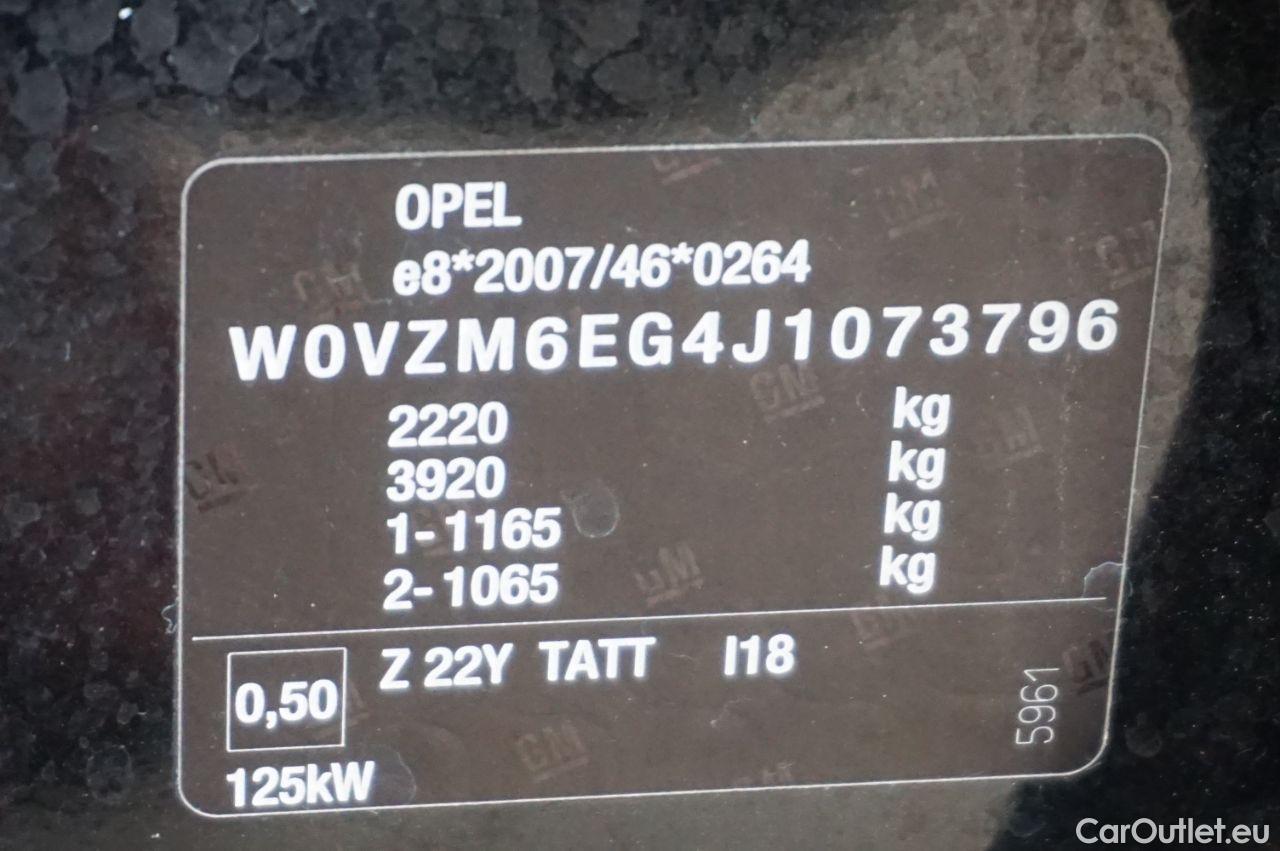 OPEL
e8*2007/46*0264
W0VZM6EG4J1073796
2220 kg
3920 kg
1- 1165 kg
2- 1065 kg
Z 22Y TATT I18
0,50
125kW
5961
CarOutlet.eu